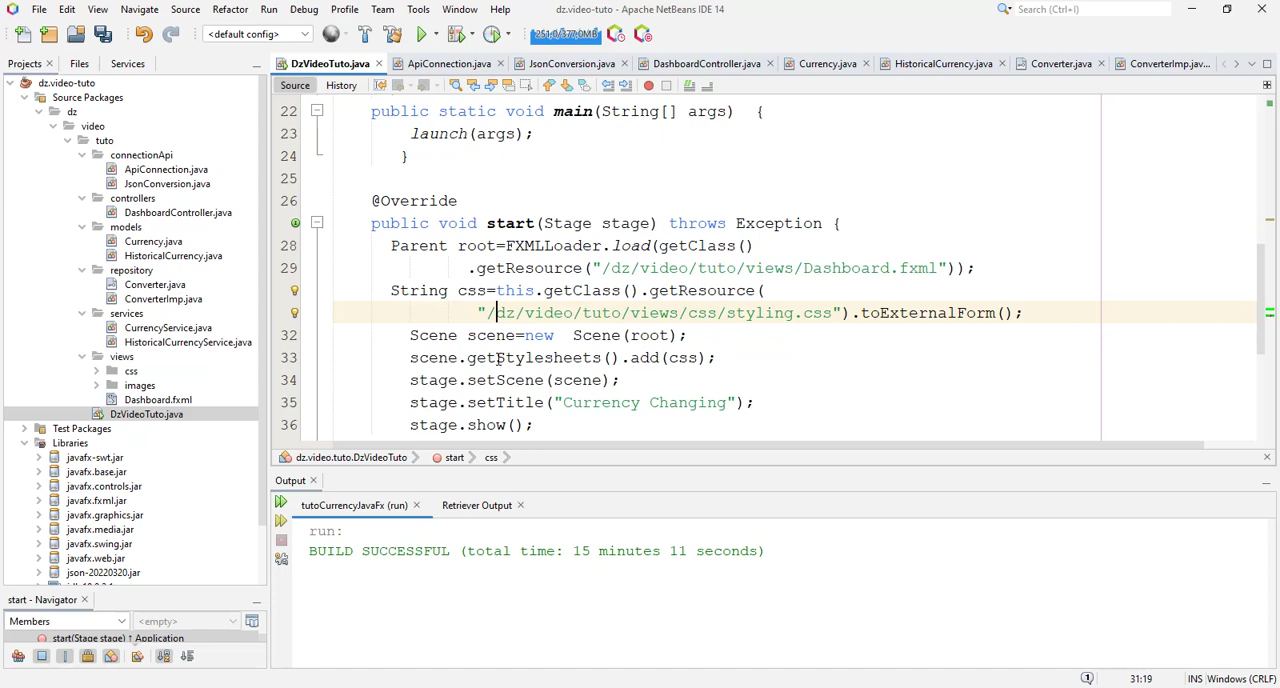 File Edit View Navigate Source Refactor Run Debug Profile Team Tools Window Help
dz.video-tuto - Apache NetBeans IDE 14
Search (Ctrl+I)
<default config>
251.0/377.0MB
Projects
Files
Services
DzVideoTuto.java
ApiConnection.java
JsonConversion.java
DashboardController.java
Currency.java
HistoricalCurrency.java
Converter.java
ConverterImp.java...
Source
History
dz.video-tuto
Source Packages
dz
video
tuto
connectionApi
ApiConnection.java
JsonConversion.java
controllers
DashboardController.java
models
Currency.java
HistoricalCurrency.java
repository
Converter.java
ConverterImp.java
services
CurrencyService.java
HistoricalCurrencyService.java
views
css
images
Dashboard.fxml
DzVideoTuto.java
Test Packages
Libraries
javafx-swt.jar
javafx.base.jar
javafx.controls.jar
javafx.fxml.jar
javafx.graphics.jar
javafx.media.jar
javafx.swing.jar
javafx.web.jar
json-20220320.jar
22 public static void main(String[] args) {
23 launch(args);
24 }
25
26 @Override
public void start(Stage stage) throws Exception {
28 Parent root=FXMLLoader.load(getClass()
29 .getResource("/dz/video/tuto/views/Dashboard.fxml"));
String css=this.getClass().getResource(
"/dz/video/tuto/views/css/styling.css").toExternalForm();
32 Scene scene=new Scene(root);
33 scene.getStylesheets().add(css);
34 stage.setScene(scene);
35 stage.setTitle("Currency Changing");
36 stage.show();
dz.video.tuto.DzVideoTuto
start
css
Output
tutoCurrencyJavaFx (run)
Retriever Output
run:
BUILD SUCCESSFUL (total time: 15 minutes 11 seconds)
start - Navigator
Members
<empty>
start(Stage stage) ↑ Application
1
31:19
INS
Windows (CRLF)